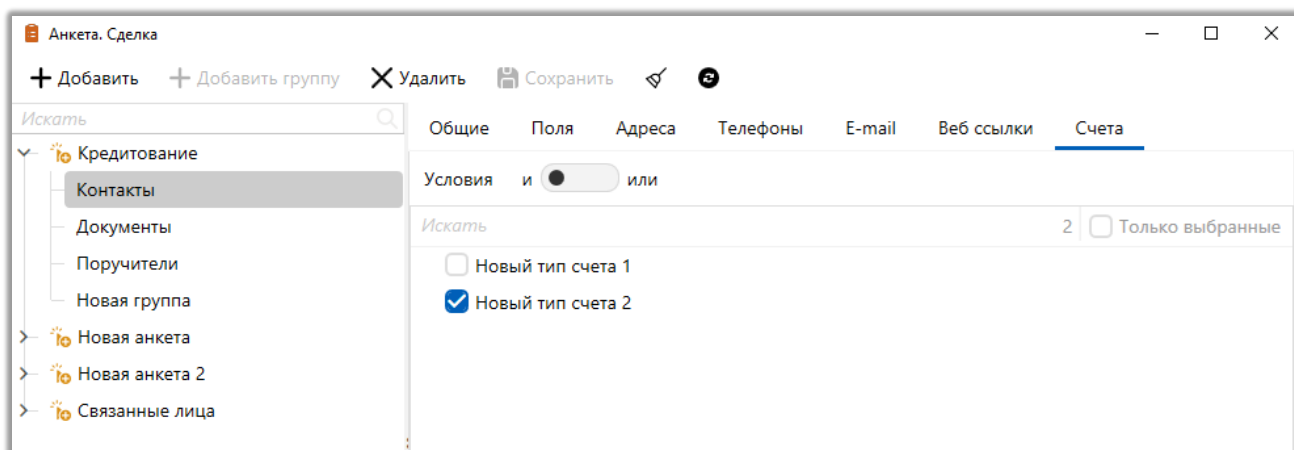 Анкета. Сделка
Добавить Добавить группу Удалить Сохранить
Искать
Кредитование
Контакты
Документы
Поручители
Новая группа
Новая анкета
Новая анкета 2
Связанные лица
Общие Поля Адреса Телефоны E-mail Веб ссылки Счета
Условия и или
Искать 2 Только выбранные
Новый тип счета 1
Новый тип счета 2